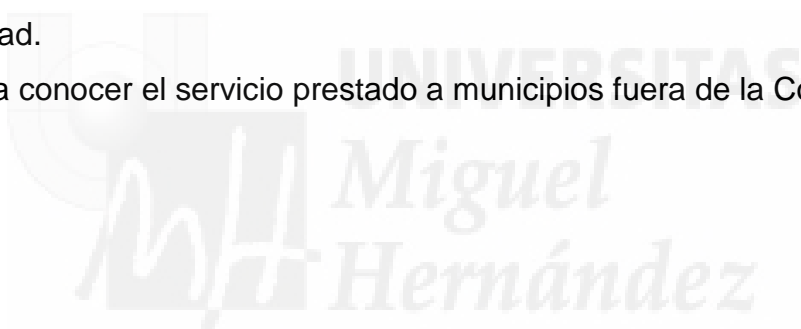 ad.
UNIVERSITAS
a conocer el servicio prestado a municipios fuera de la Co
Miguel
Hernández